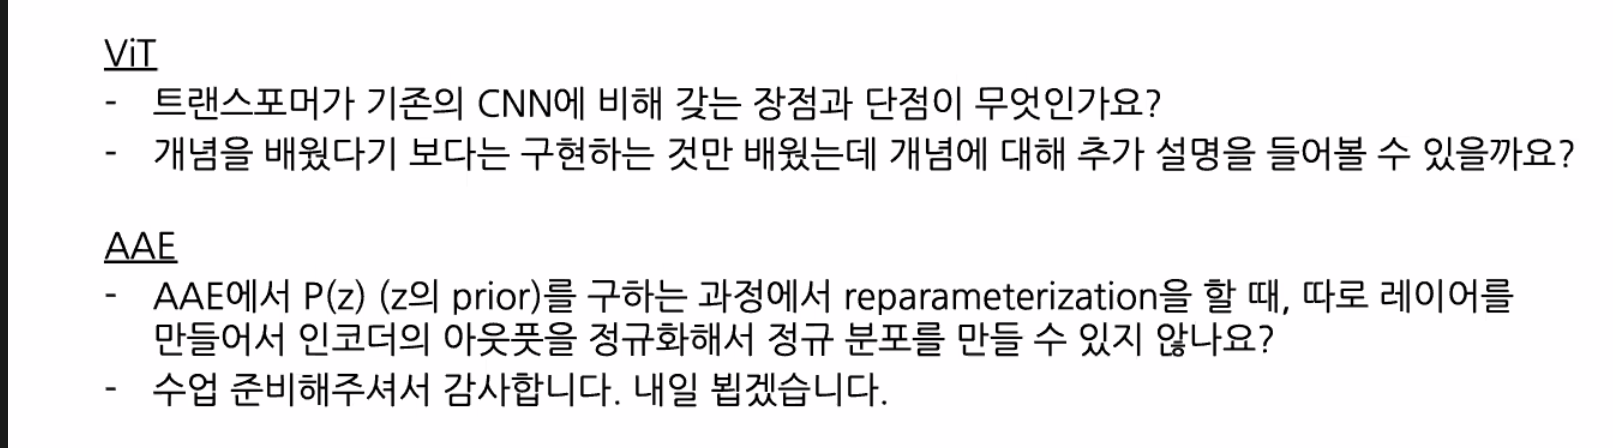 ViT
- 트랜스포머가 기존의 CNN에 비해 갖는 장점과 단점이 무엇인가요?
- 개념을 배웠다기 보다는 구현하는 것만 배웠는데 개념에 대해 추가 설명을 들어볼 수 있을까요?
AAE
- AAE에서 P(z) (z의 prior)를 구하는 과정에서 reparameterization을 할 때, 따로 레이어를
만들어서 인코더의 아웃풋을 정규화해서 정규 분포를 만들 수 있지 않나요?
- 수업 준비해주셔서 감사합니다. 내일 뵙겠습니다.